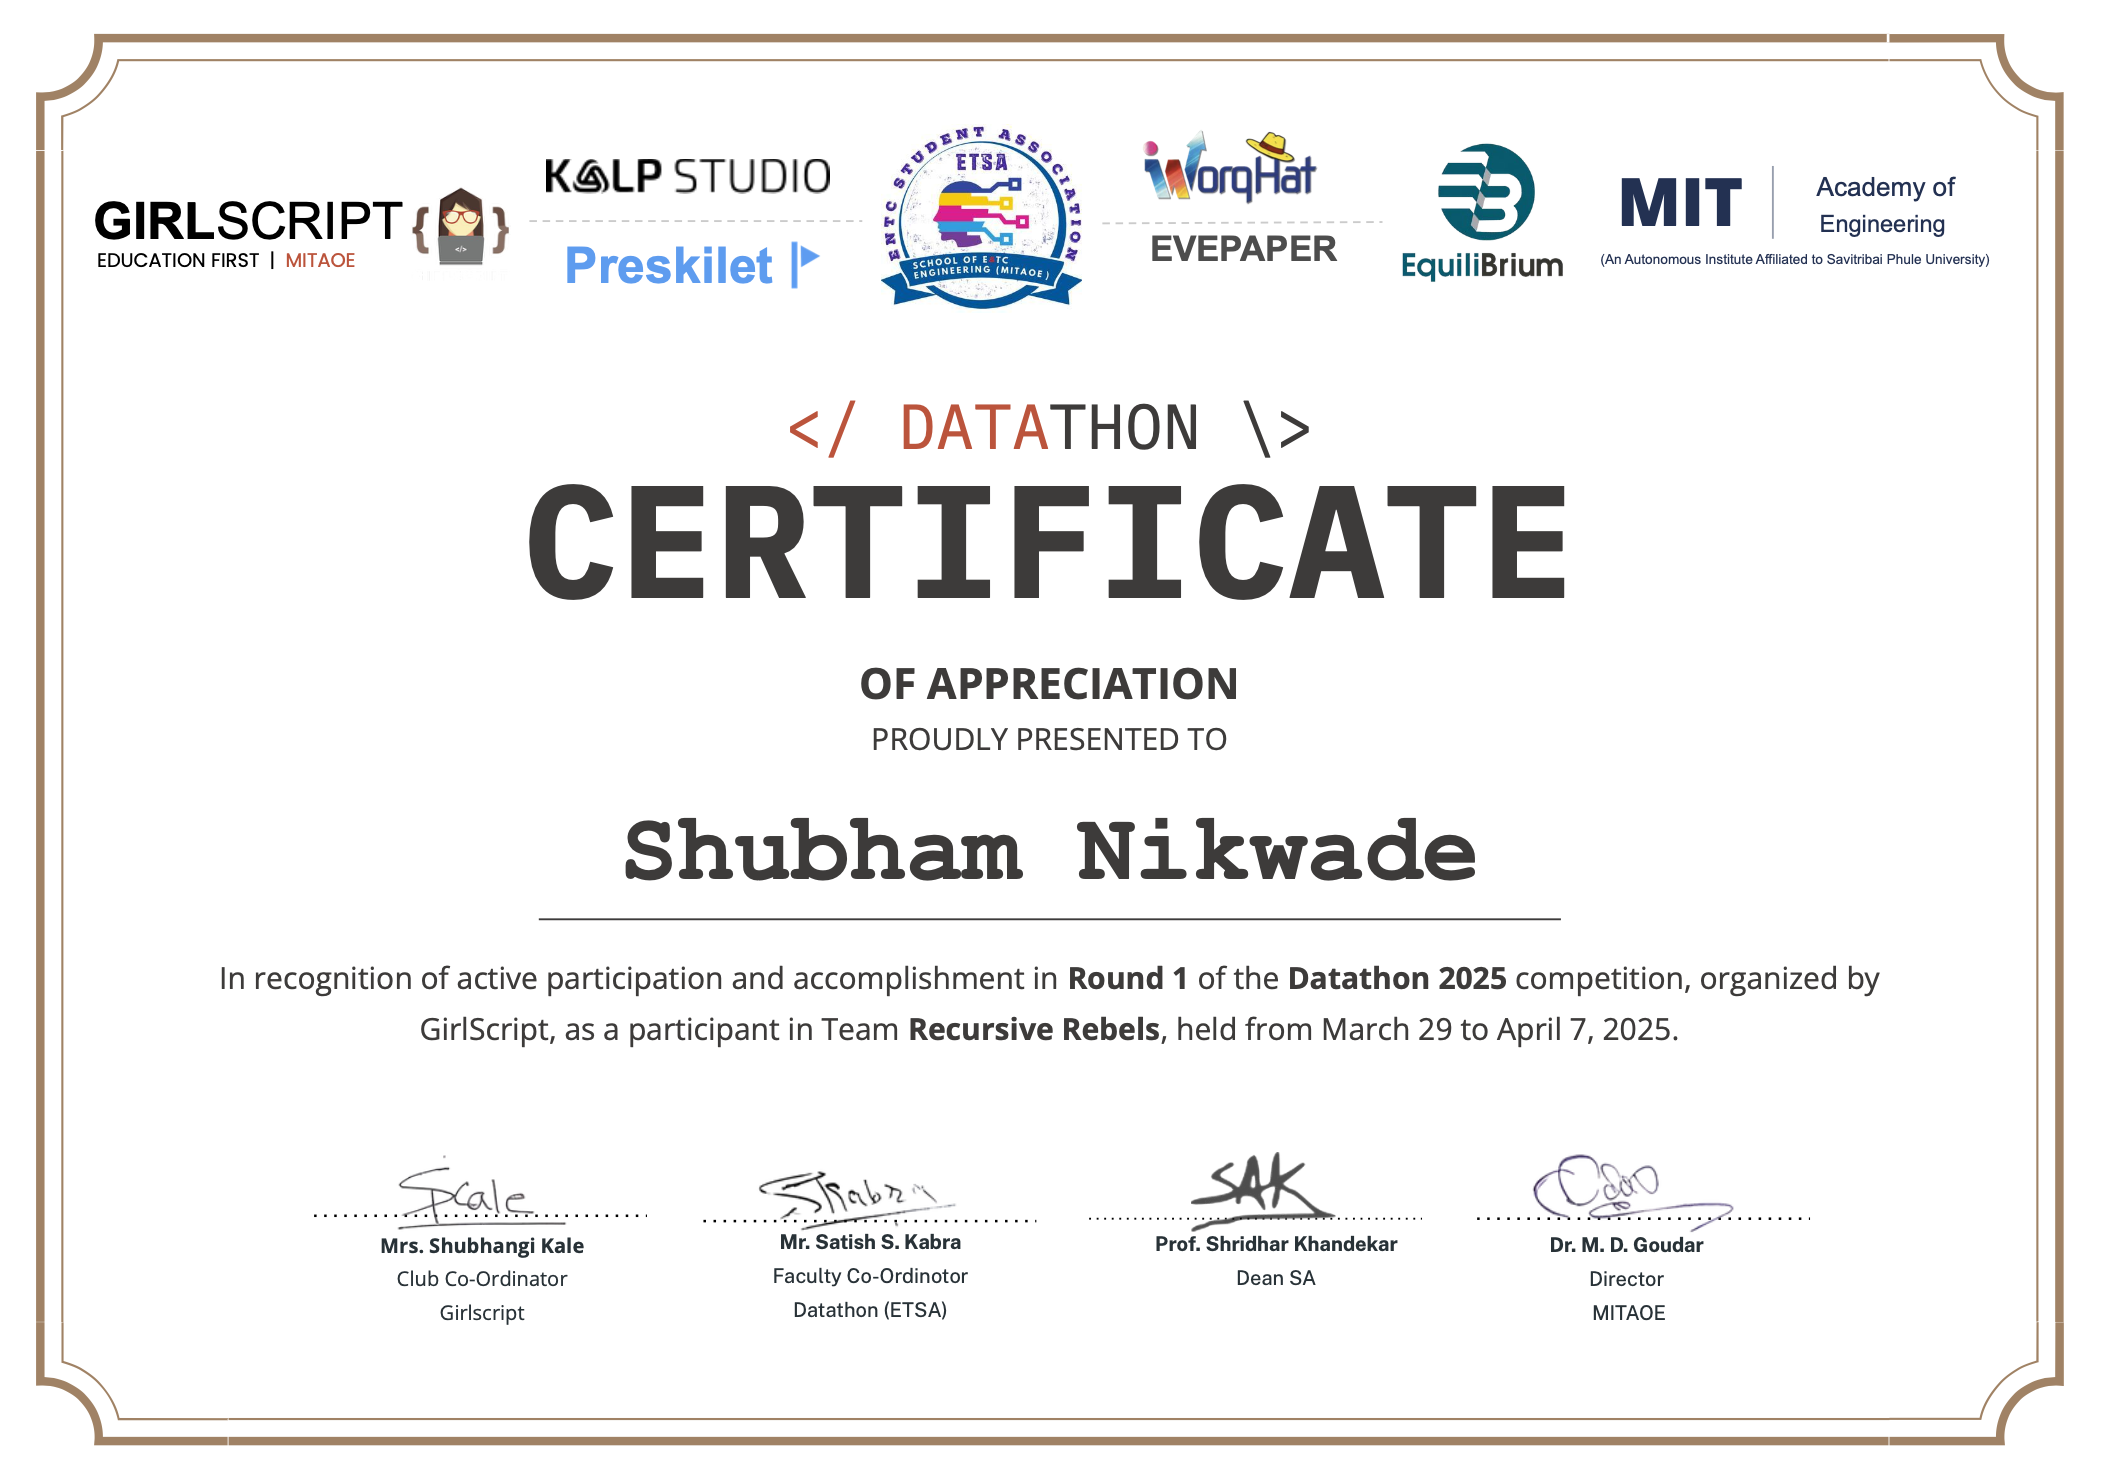 GIRLSCRIPT
EDUCATION FIRST | MITAOE
</>
KALP STUDIO
Preskilet
ENTC STUDENT ASSOCIATION
ETSA
SCHOOL OF E&TC
ENGINEERING (MITAOE)
WorqHat
EVEPAPER
EquiliBrium
MIT
Academy of
Engineering
(An Autonomous Institute Affiliated to Savitribai Phule University)
</ DATATHON \>
CERTIFICATE
OF APPRECIATION
PROUDLY PRESENTED TO
Shubham Nikwade
In recognition of active participation and accomplishment in Round 1 of the Datathon 2025 competition, organized by
GirlScript, as a participant in Team Recursive Rebels, held from March 29 to April 7, 2025.
SKale
SKabra
SAK
Mrs. Shubhangi Kale
Club Co-Ordinator
Girlscript
Mr. Satish S. Kabra
Faculty Co-Ordinotor
Datathon (ETSA)
Prof. Shridhar Khandekar
Dean SA
Dr. M. D. Goudar
Director
MITAOE